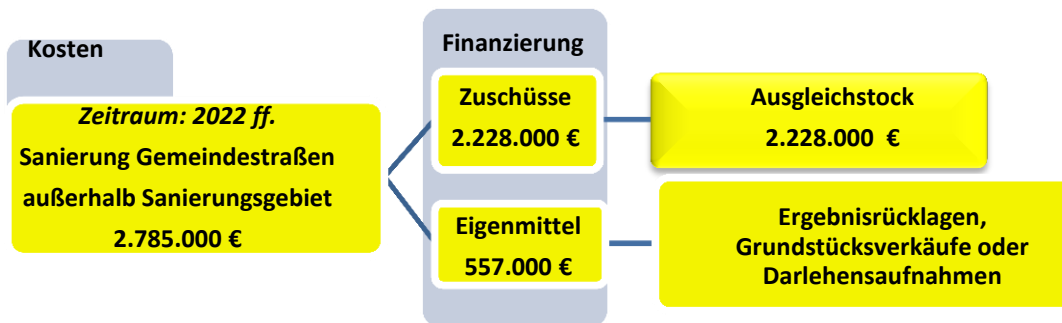 Kosten
Zeitraum: 2022 ff.
Sanierung Gemeindestraßen
außerhalb Sanierungsgebiet
2.785.000 €
Finanzierung
Zuschüsse
2.228.000 €
Eigenmittel
557.000 €
Ausgleichstock
2.228.000 €
Ergebnisrücklagen,
Grundstücksverkäufe oder
Darlehensaufnahmen